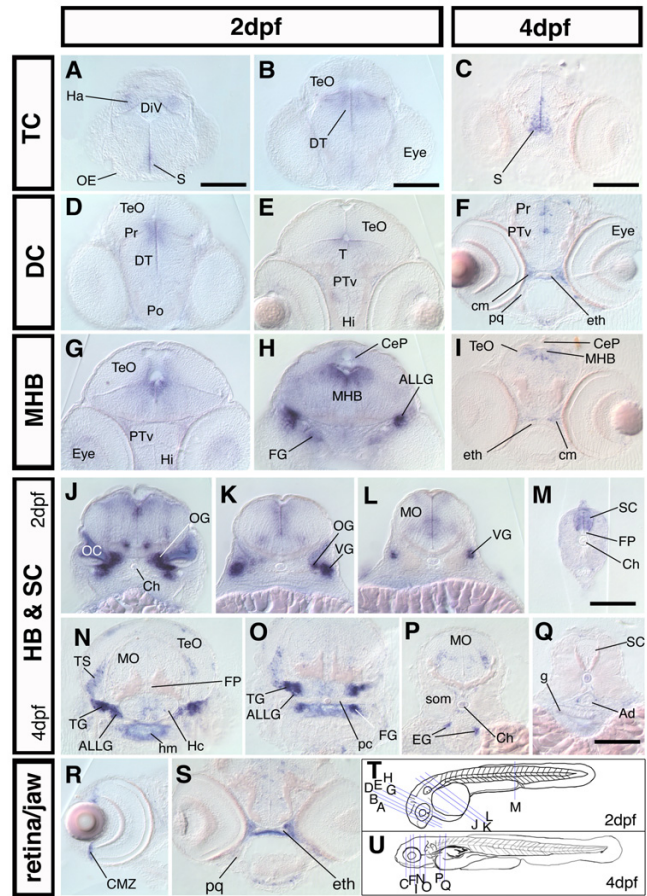 2dpf
4dpf
TC
A
Ha
DiV
OE
S
B
TeO
DT
Eye
C
S
DC
D
TeO
Pr
DT
Po
E
TeO
T
PTv
Hi
F
Pr
PTv
Eye
cm
pq
eth
MHB
G
TeO
PTv
Eye
Hi
H
CeP
ALLG
MHB
FG
I
TeO
CeP
MHB
eth
cm
HB & SC
2dpf
J
OG
OC
Ch
K
OG
VG
L
MO
VG
M
SC
FP
Ch
4dpf
N
TeO
TS
MO
FP
TG
ALLG
hm
Hc
O
TG
ALLG
pc
FG
P
MO
som
EG
Ch
Q
SC
g
Ad
retina/jaw
R
CMZ
S
pq
eth
T
E H
D G
B
A
J
L
K
M
2dpf
U
C F N
I O
P
Q
4dpf